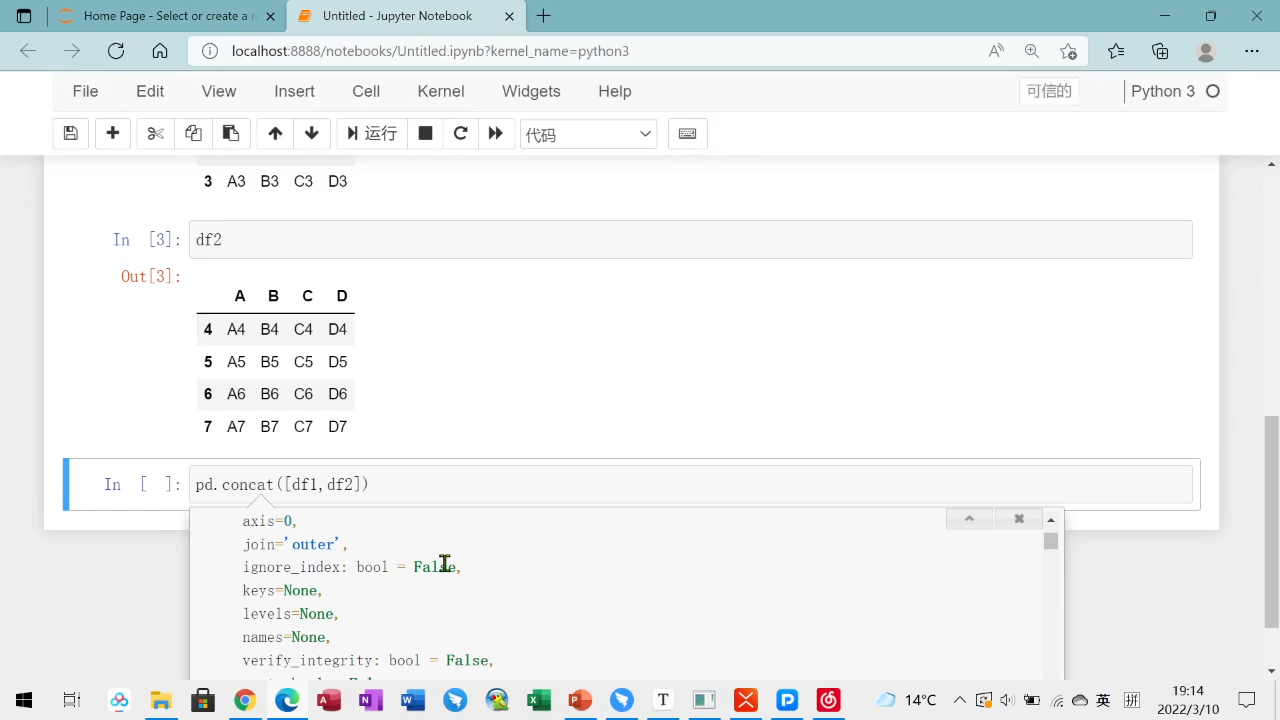 Home Page - Select or create a n
Untitled - Jupyter Notebook
localhost:8888/notebooks/Untitled.ipynb?kernel_name=python3
File Edit View Insert Cell Kernel Widgets Help 可信的 Python 3
运行 代码
3 A3 B3 C3 D3
In [3]: df2
Out[3]:
A B C D
4 A4 B4 C4 D4
5 A5 B5 C5 D5
6 A6 B6 C6 D6
7 A7 B7 C7 D7
In [ ]: pd.concat([df1,df2])
axis=0,
join='outer',
ignore_index: bool = False,
keys=None,
levels=None,
names=None,
verify_integrity: bool = False,
14°C 英 拼 19:14
2022/3/10